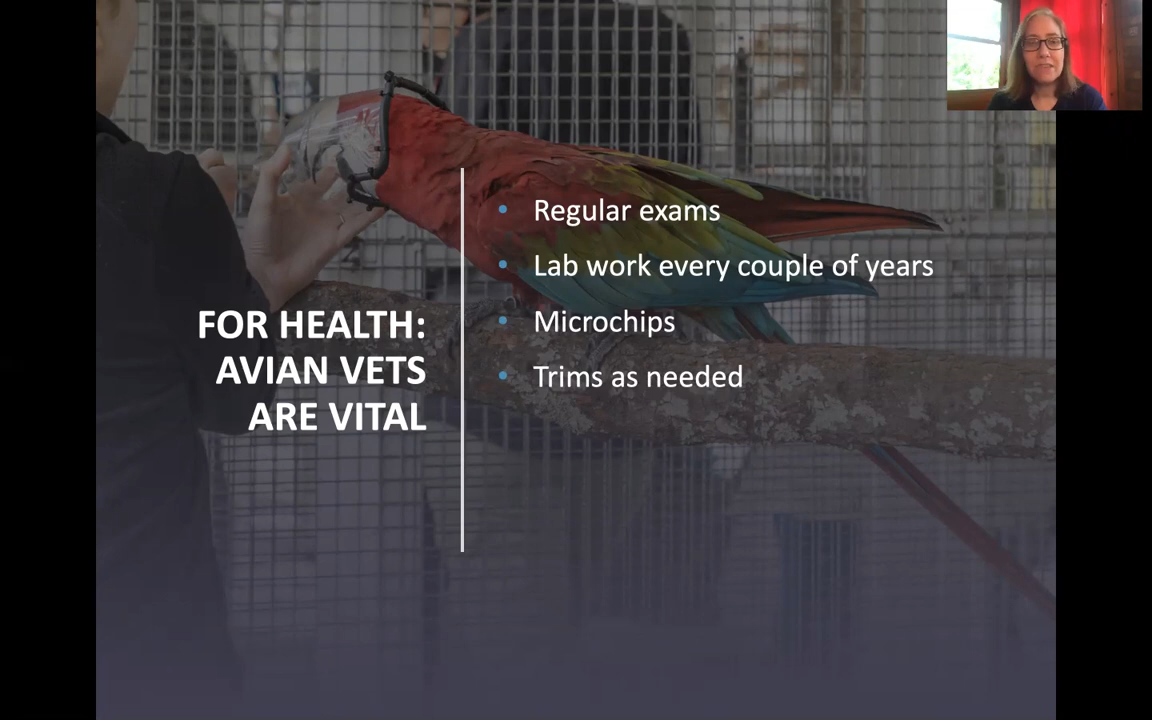 FOR HEALTH:
AVIAN VETS
ARE VITAL
• Regular exams
• Lab work every couple of years
• Microchips
• Trims as needed